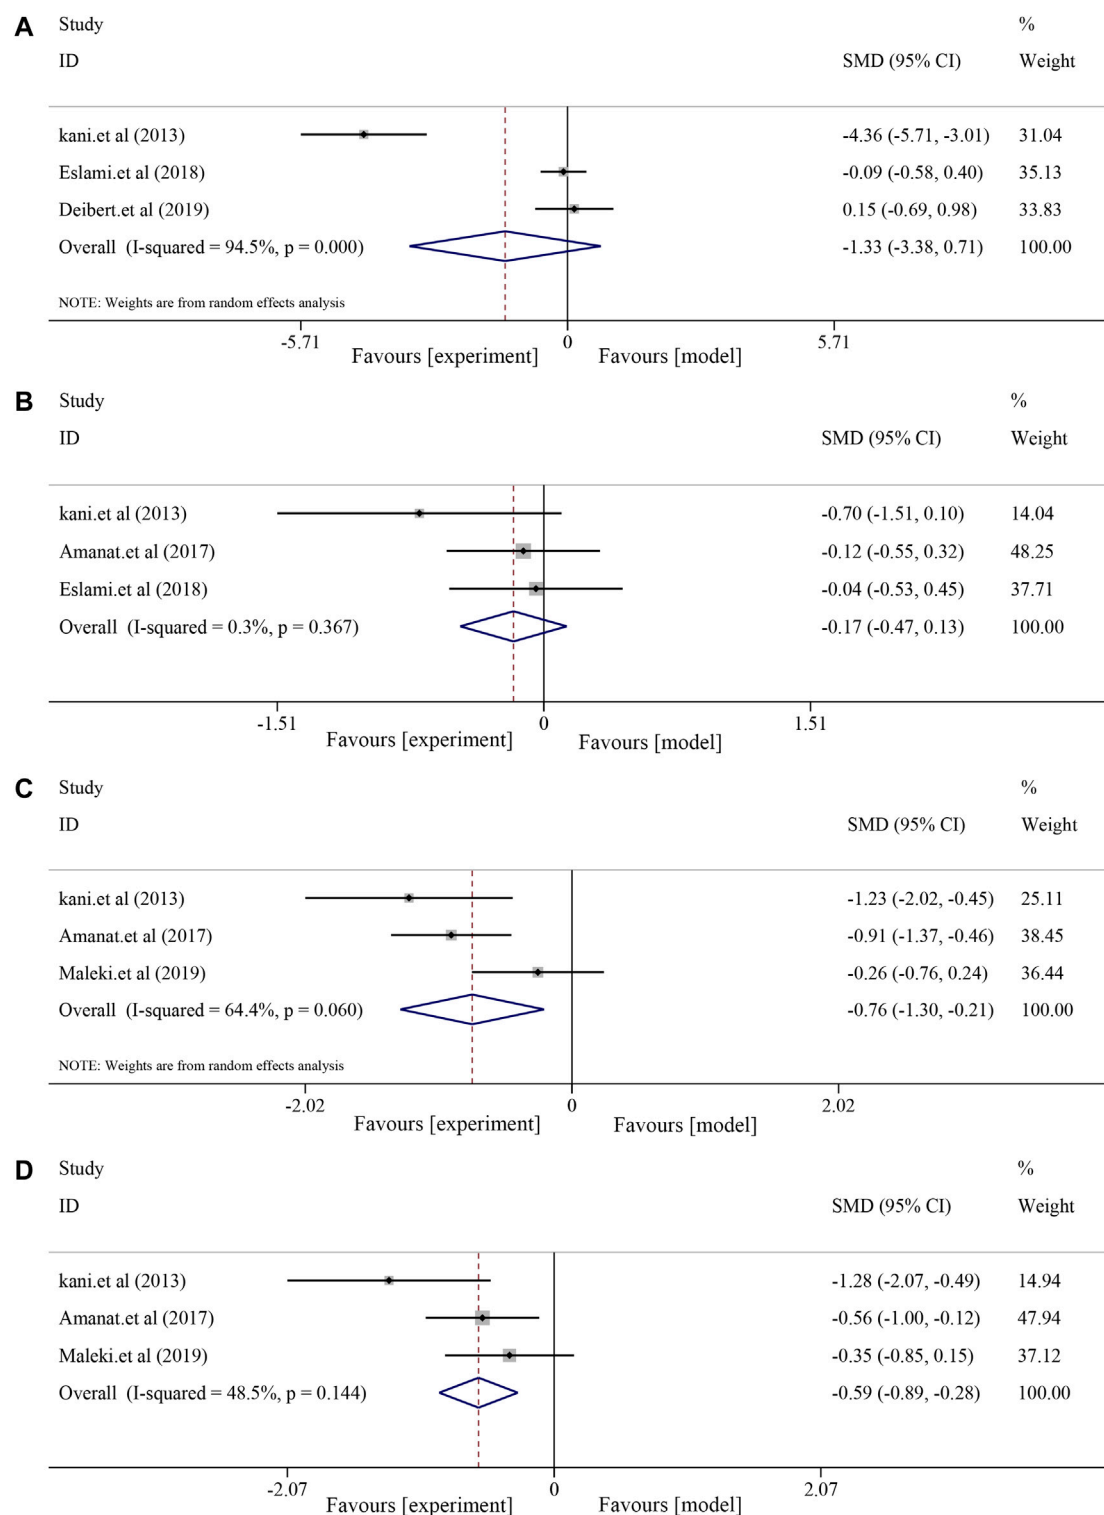 A Study %
ID SMD (95% CI) Weight
kani.et al (2013) -4.36 (-5.71, -3.01) 31.04
Eslami.et al (2018) -0.09 (-0.58, 0.40) 35.13
Deibert.et al (2019) 0.15 (-0.69, 0.98) 33.83
Overall (I-squared = 94.5%, p = 0.000) -1.33 (-3.38, 0.71) 100.00
NOTE: Weights are from random effects analysis
-5.71 0 5.71
Favours [experiment] Favours [model]
B Study %
ID SMD (95% CI) Weight
kani.et al (2013) -0.70 (-1.51, 0.10) 14.04
Amanat.et al (2017) -0.12 (-0.55, 0.32) 48.25
Eslami.et al (2018) -0.04 (-0.53, 0.45) 37.71
Overall (I-squared = 0.3%, p = 0.367) -0.17 (-0.47, 0.13) 100.00
-1.51 0 1.51
Favours [experiment] Favours [model]
C Study %
ID SMD (95% CI) Weight
kani.et al (2013) -1.23 (-2.02, -0.45) 25.11
Amanat.et al (2017) -0.91 (-1.37, -0.46) 38.45
Maleki.et al (2019) -0.26 (-0.76, 0.24) 36.44
Overall (I-squared = 64.4%, p = 0.060) -0.76 (-1.30, -0.21) 100.00
NOTE: Weights are from random effects analysis
-2.02 0 2.02
Favours [experiment] Favours [model]
D Study %
ID SMD (95% CI) Weight
kani.et al (2013) -1.28 (-2.07, -0.49) 14.94
Amanat.et al (2017) -0.56 (-1.00, -0.12) 47.94
Maleki.et al (2019) -0.35 (-0.85, 0.15) 37.12
Overall (I-squared = 48.5%, p = 0.144) -0.59 (-0.89, -0.28) 100.00
-2.07 0 2.07
Favours [experiment] Favours [model]